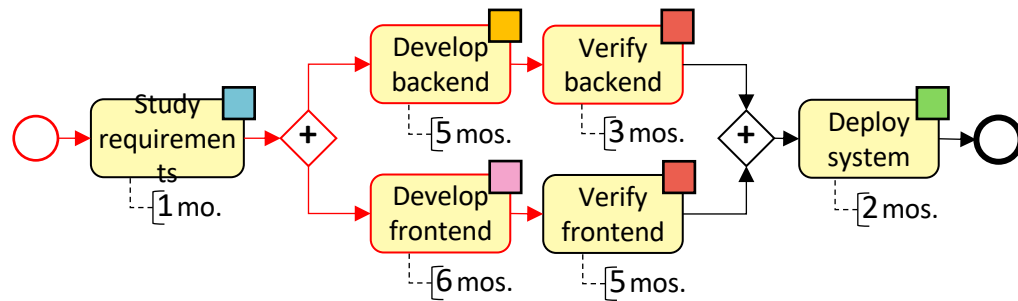 Study
requiremen
ts
1 mo.
+
Develop
backend
5 mos.
Verify
backend
3 mos.
Develop
frontend
6 mos.
Verify
frontend
5 mos.
+
Deploy
system
2 mos.